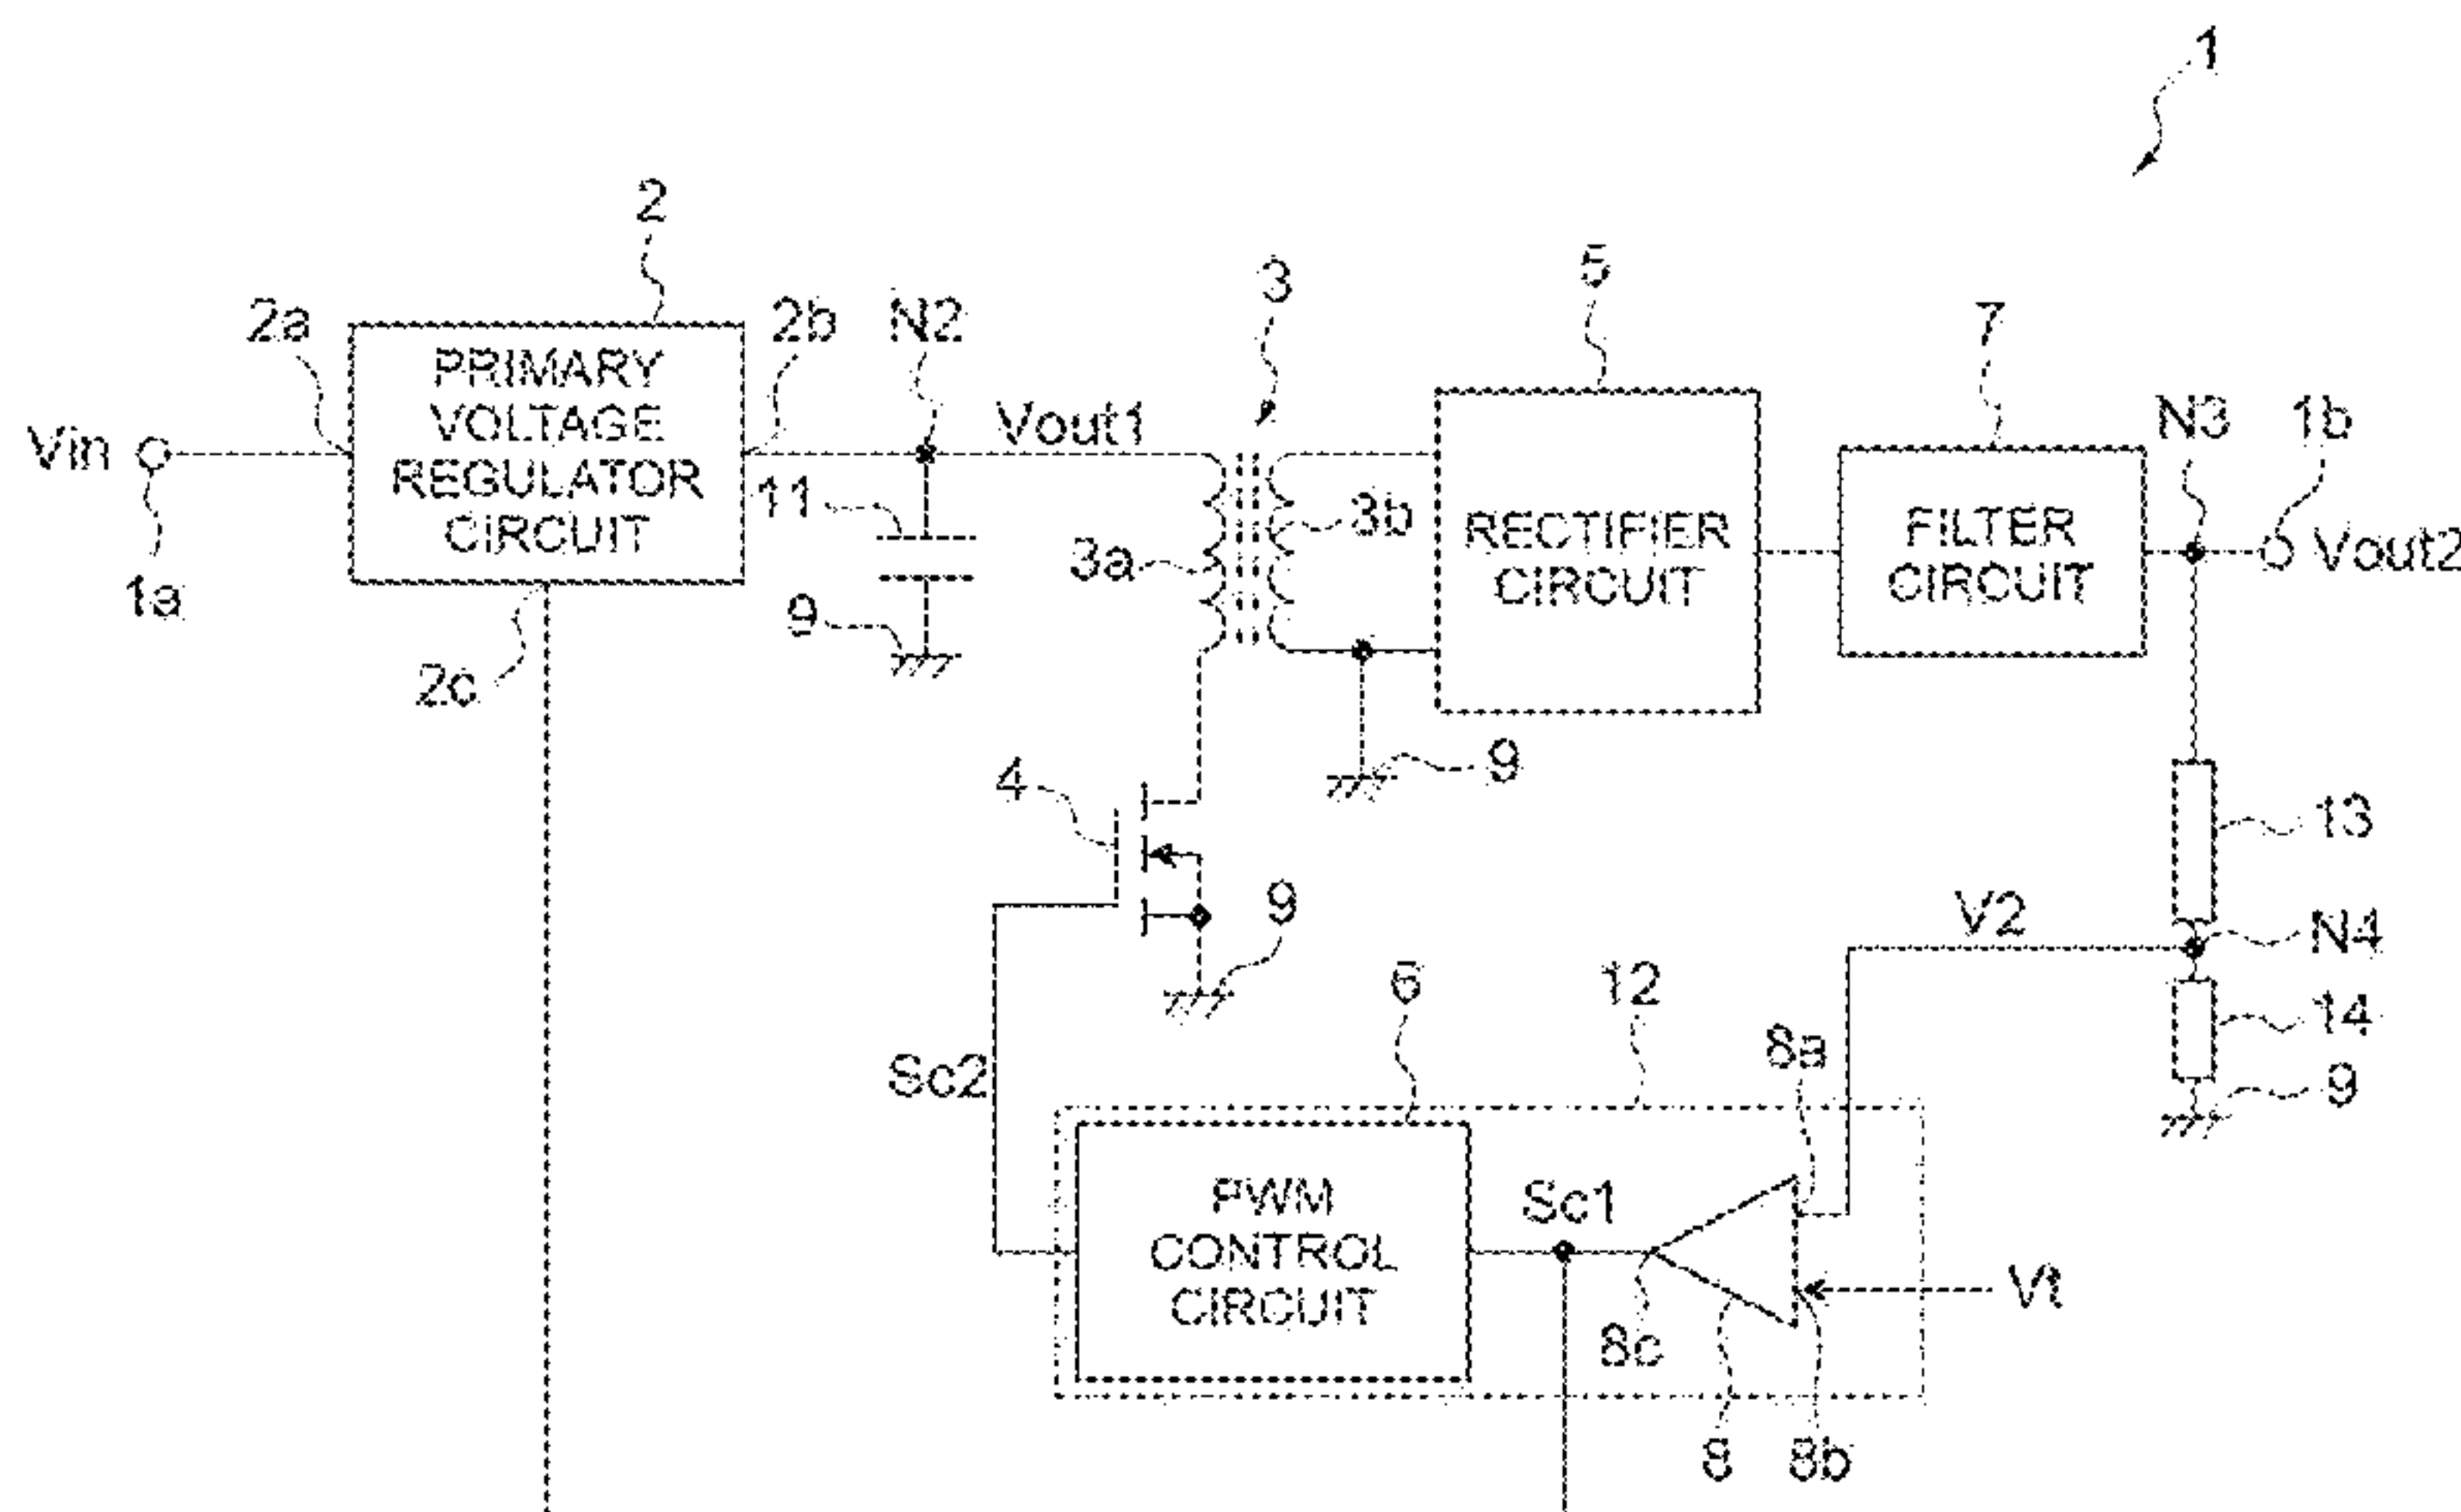 1
2
3
5
7
2a
2b
N2
N3
1b
PRIMARY
VOLTAGE
REGULATOR
CIRCUIT
Vin
Vout1
11
3a
3b
RECTIFIER
CIRCUIT
FILTER
CIRCUIT
Vout2
1a
9
2c
4
9
13
9
V2
N4
6
12
14
8a
Sc2
9
PWM
CONTROL
CIRCUIT
Sc1
8c
8
8b